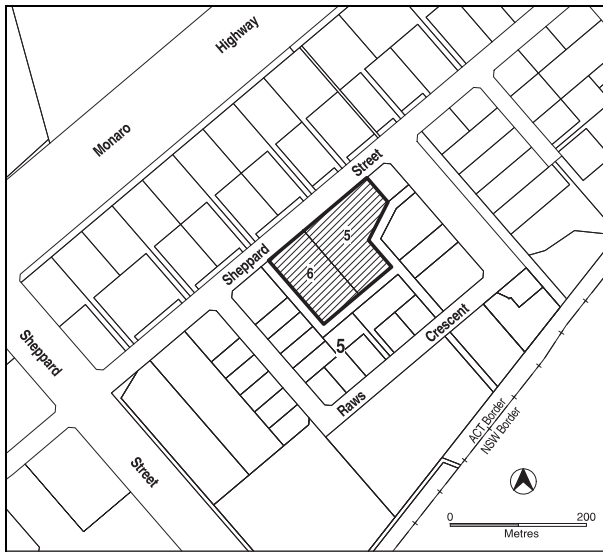 Highway
Monaro
Street
5
Sheppard
6
5
Crescent
Sheppard
Raws
ACT Border
NSW Border
Street
0 200
Metres